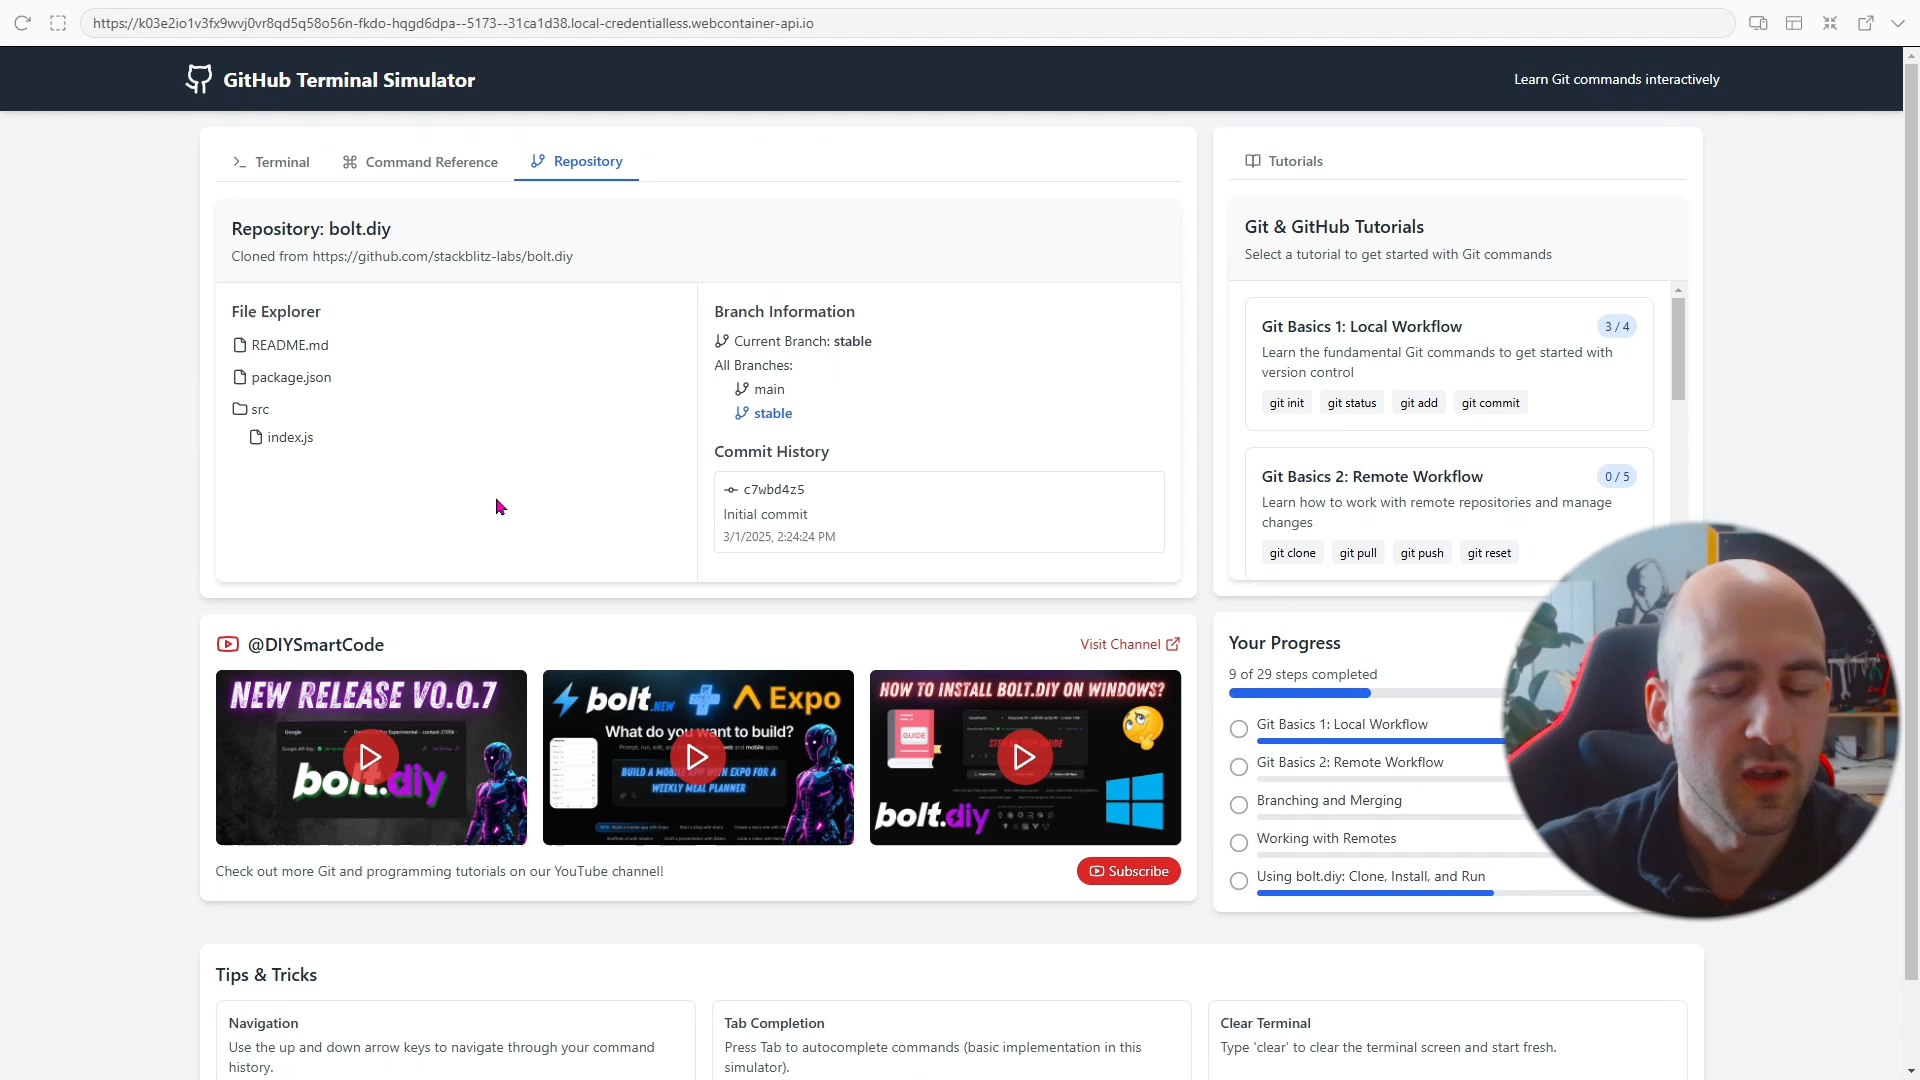 https://k03e2io1v3fx9wvj0vr8qd5q58o56n-fkdo-hqgd6dpa--5173--31ca1d38.local-credentialless.webcontainer-api.io
GitHub Terminal Simulator
Learn Git commands interactively
Terminal
Command Reference
Repository
Repository: bolt.diy
Cloned from https://github.com/stackblitz-labs/bolt.diy
File Explorer
README.md
package.json
src
index.js
Branch Information
Current Branch: stable
All Branches:
main
stable
Commit History
c7wbd4z5
Initial commit
3/1/2025, 2:24:24 PM
Tutorials
Git & GitHub Tutorials
Select a tutorial to get started with Git commands
Git Basics 1: Local Workflow
3 / 4
Learn the fundamental Git commands to get started with
version control
git init
git status
git add
git commit
Git Basics 2: Remote Workflow
0 / 5
Learn how to work with remote repositories and manage
changes
git clone
git pull
git push
git reset
@DIYSmartCode
Visit Channel
NEW RELEASE V0.0.7
Google
bolt.diy
bolt.NEW + Expo
What do you want to build?
BUILD A MOBILE APP WITH EXPO FOR A
WEEKLY MEAL PLANNER
HOW TO INSTALL BOLT.DIY ON WINDOWS?
GUIDE
bolt.diy
Check out more Git and programming tutorials on our YouTube channel!
Subscribe
Your Progress
9 of 29 steps completed
Git Basics 1: Local Workflow
Git Basics 2: Remote Workflow
Branching and Merging
Working with Remotes
Using bolt.diy: Clone, Install, and Run
Tips & Tricks
Navigation
Use the up and down arrow keys to navigate through your command
history.
Tab Completion
Press Tab to autocomplete commands (basic implementation in this
simulator).
Clear Terminal
Type 'clear' to clear the terminal screen and start fresh.